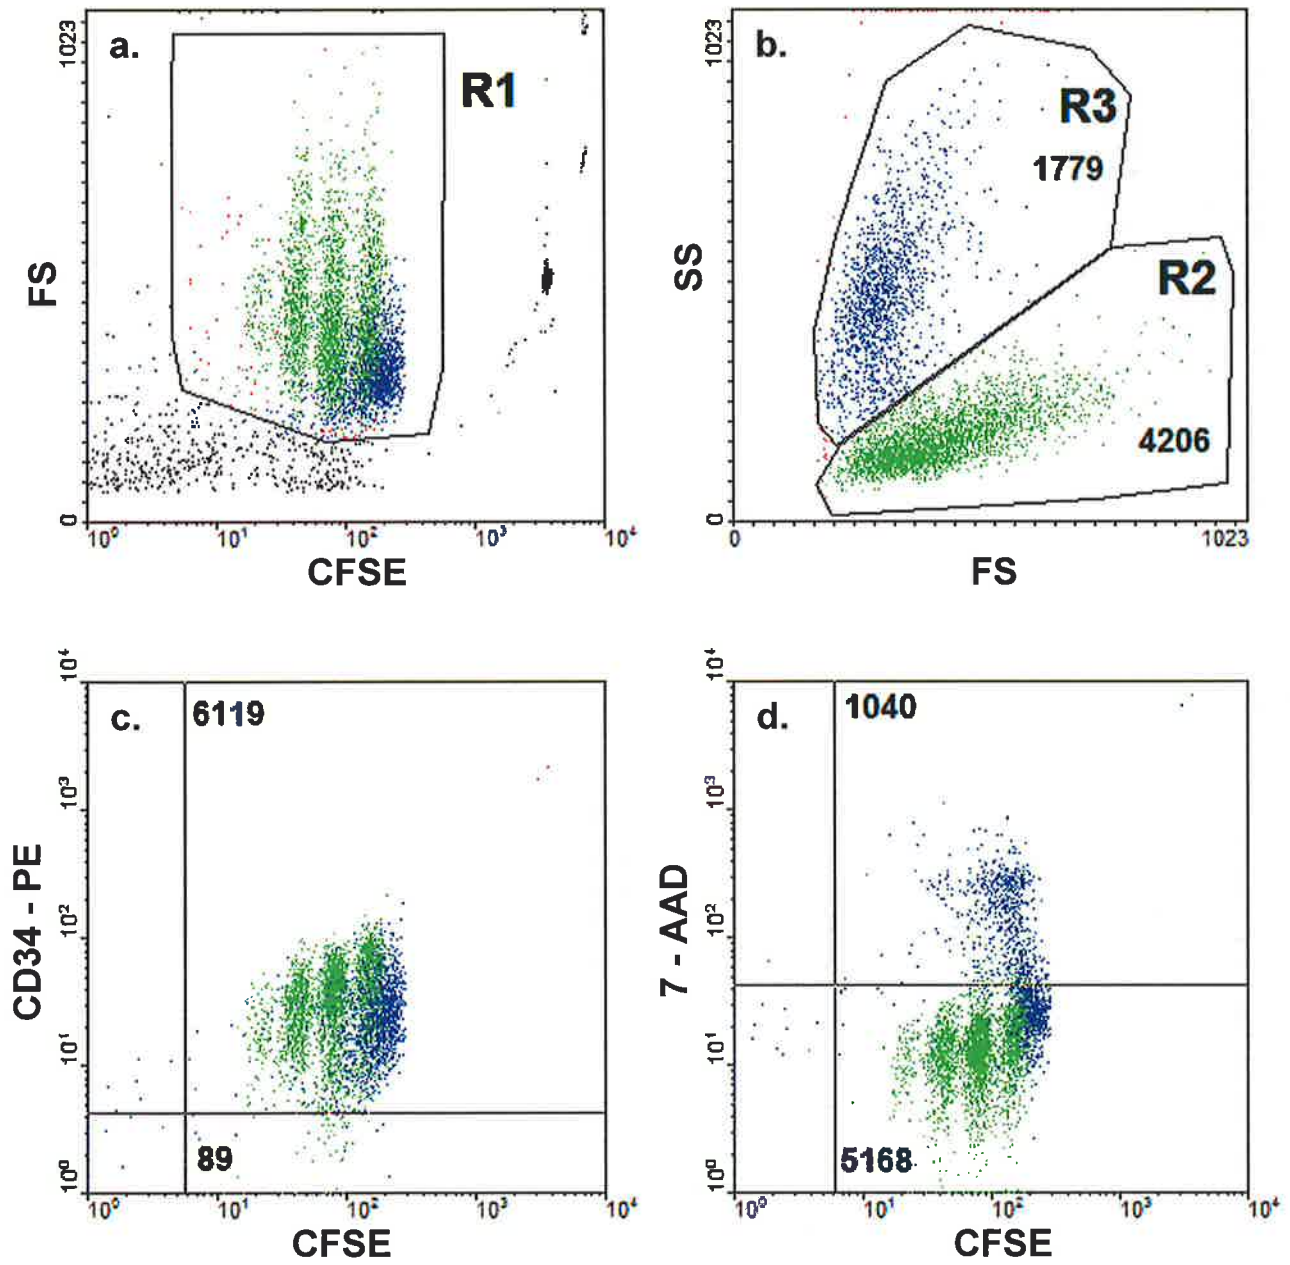 a.
R1
1023
FS
0
10⁰ 10¹ 10² 10³ 10⁴
CFSE
b.
R3
1779
R2
4206
1023
SS
0
0 1023
FS
c.
6119
10⁴
10³
10²
10¹
10⁰
CD34 - PE
89
10⁰ 10¹ 10² 10³ 10⁴
CFSE
d.
1040
10⁴
10³
10²
10¹
10⁰
7 - AAD
5168
10⁰ 10¹ 10² 10³ 10⁴
CFSE